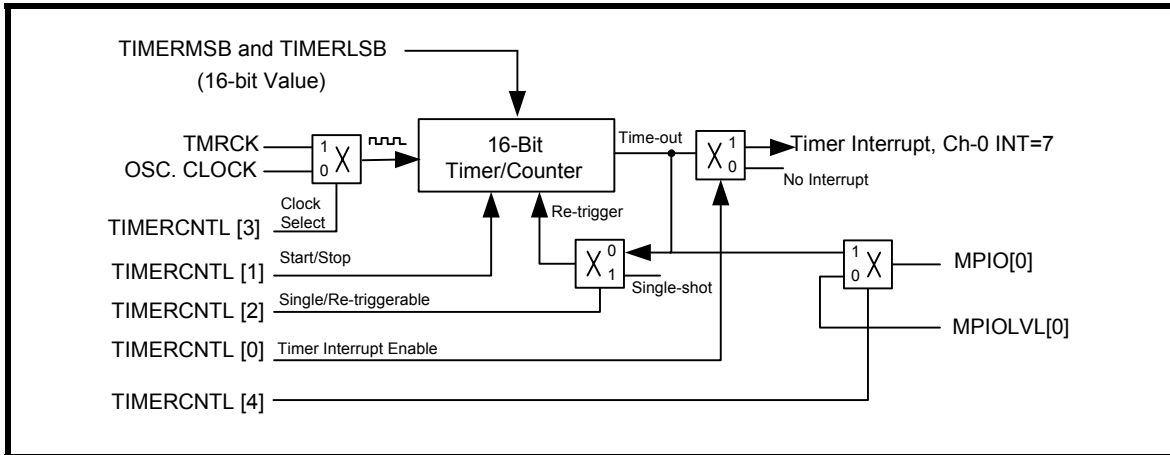 TIMERMSB and TIMERLSB
(16-bit Value)
TMRCK
OSC. CLOCK
1
0
X
Clock
Select
TIMERCNTL [3]
16-Bit
Timer/Counter
Time-out
X
1
0
Timer Interrupt, Ch-0 INT=7
No Interrupt
Re-trigger
Start/Stop
TIMERCNTL [1]
X
0
1
Single-shot
1
0
X
MPIO[0]
TIMERCNTL [2]
Single/Re-triggerable
MPIOLVL[0]
TIMERCNTL [0]
Timer Interrupt Enable
TIMERCNTL [4]